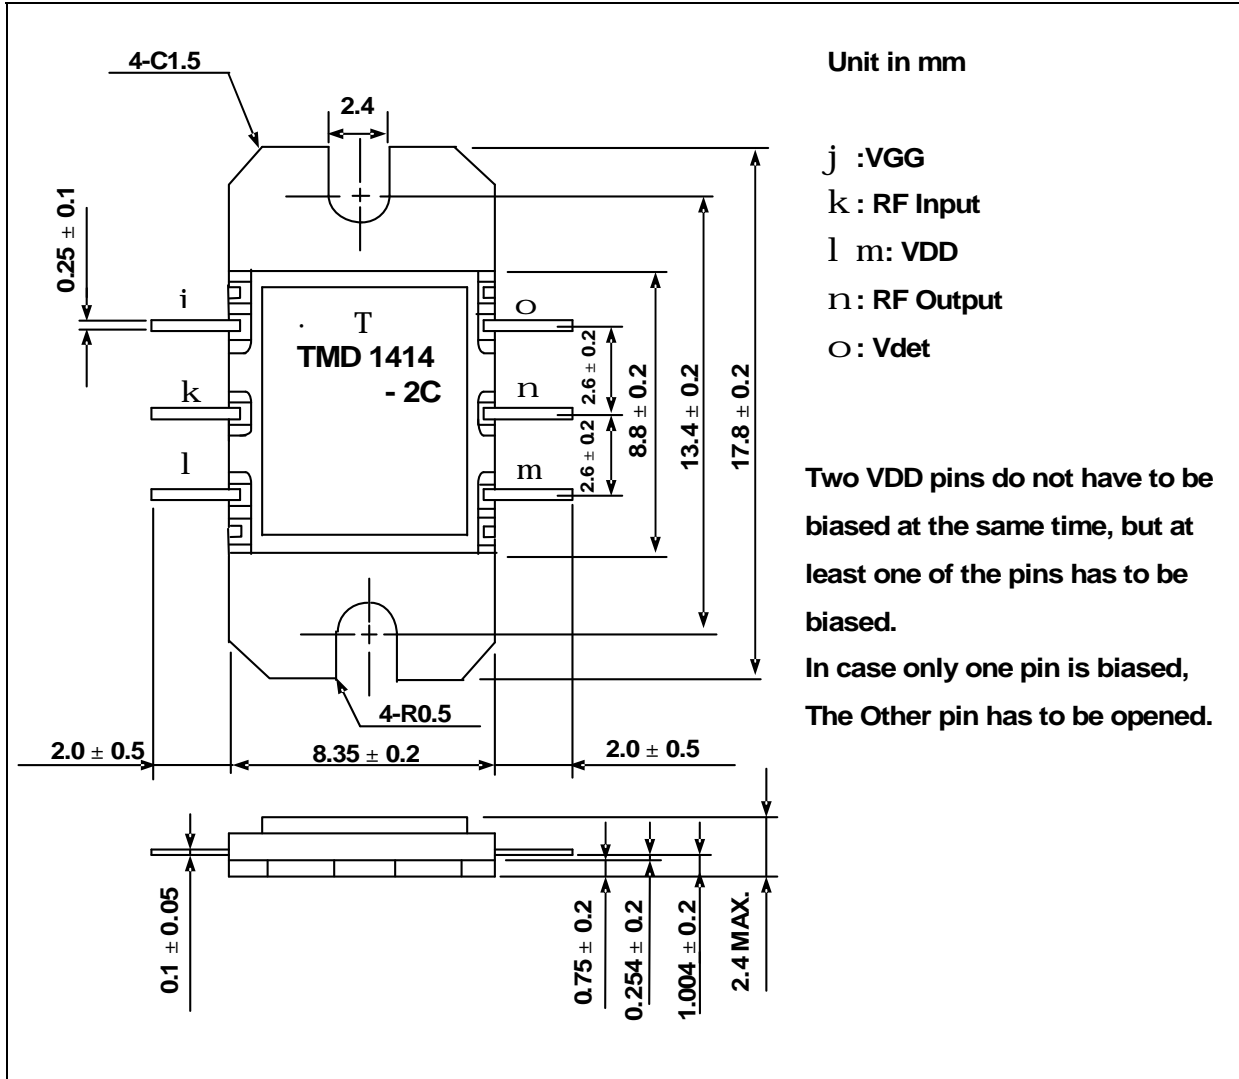 4-C1.5
2.4
0.25 ± 0.1
j
k
l
. T
TMD 1414
- 2C
o
n
m
2.6 ± 0.2
2.6 ± 0.2
8.8 ± 0.2
13.4 ± 0.2
17.8 ± 0.2
4-R0.5
2.0 ± 0.5
8.35 ± 0.2
2.0 ± 0.5
0.1 ± 0.05
0.75 ± 0.2
0.254 ± 0.2
1.004 ± 0.2
2.4 MAX.
Unit in mm
j :VGG
k : RF Input
l m: VDD
n : RF Output
o : Vdet
Two VDD pins do not have to be
biased at the same time, but at
least one of the pins has to be
biased.
In case only one pin is biased,
The Other pin has to be opened.